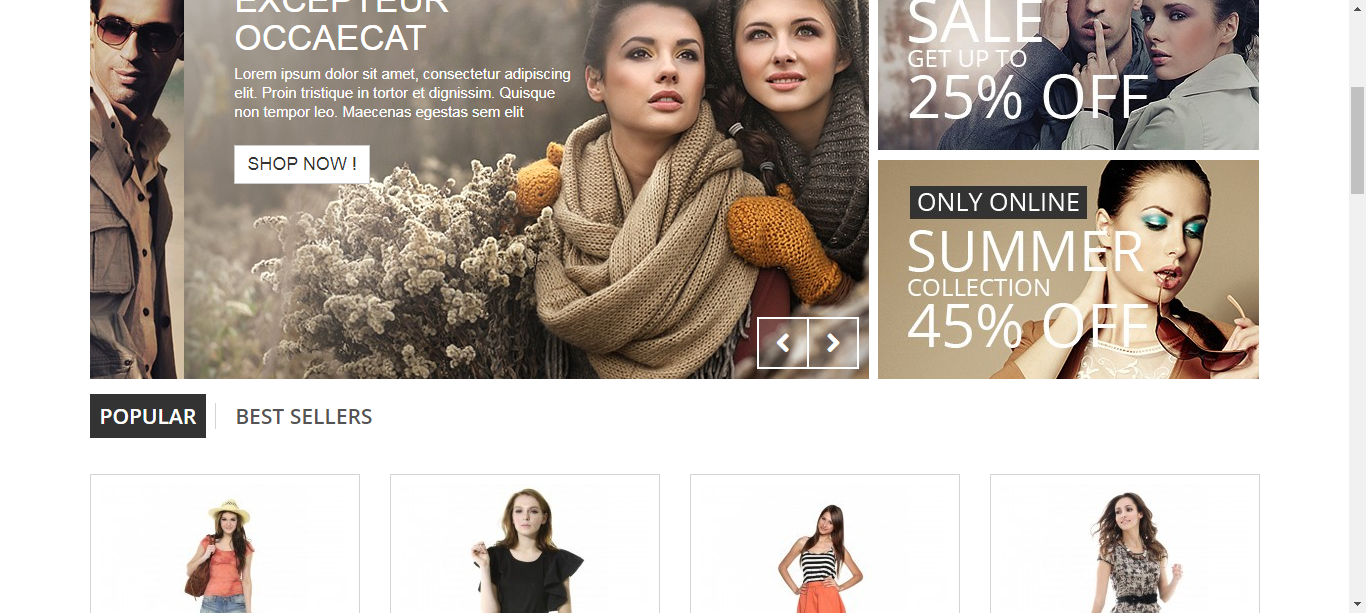 EXCEPTEUR
OCCAECAT
Lorem ipsum dolor sit amet, consectetur adipiscing
elit. Proin tristique in tortor et dignissim. Quisque
non tempor leo. Maecenas egestas sem elit
SHOP NOW !
SALE
GET UP TO
25% OFF
ONLY ONLINE
SUMMER
COLLECTION
45% OFF
POPULAR
BEST SELLERS